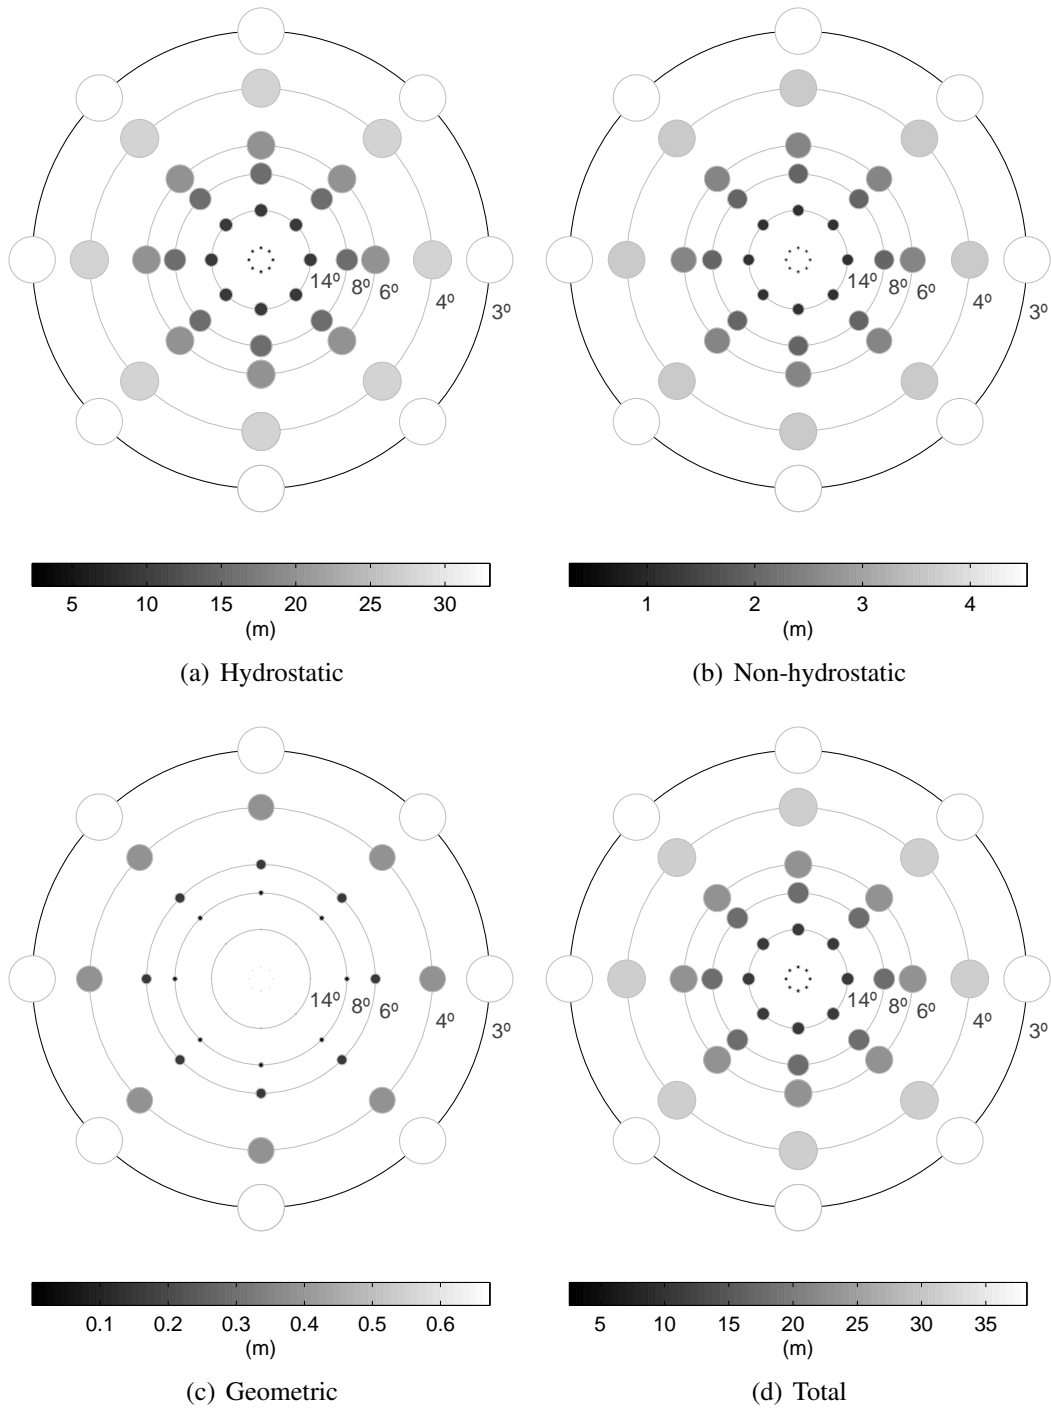 14º 8º 6º 4º 3º
14º 8º 6º 4º 3º
5 10 15 20 25 30
(m)
1 2 3 4
(m)
(a) Hydrostatic
(b) Non-hydrostatic
14º 8º 6º 4º 3º
14º 8º 6º 4º 3º
0.1 0.2 0.3 0.4 0.5 0.6
(m)
5 10 15 20 25 30 35
(m)
(c) Geometric
(d) Total